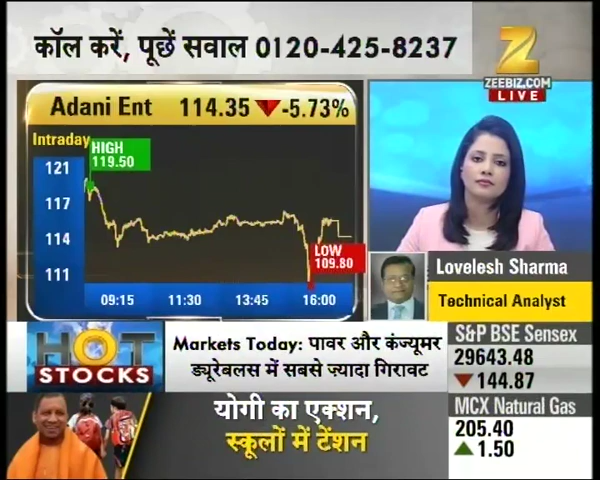 कॉल करें, पूछें सवाल 0120-425-8237
Z
ZEEBIZ.COM
LIVE
Adani Ent 114.35 -5.73%
Intraday
HIGH
119.50
121
117
114
111
LOW
109.80
09:15 11:30 13:45 16:00
Lovelesh Sharma
Technical Analyst
HOT
STOCKS
Markets Today: पावर और कंज्यूमर
ड्यूरेबलस में सबसे ज्यादा गिरावट
S&P BSE Sensex
29643.48
144.87
योगी का एक्शन,
स्कूलों में टेंशन
MCX Natural Gas
205.40
1.50